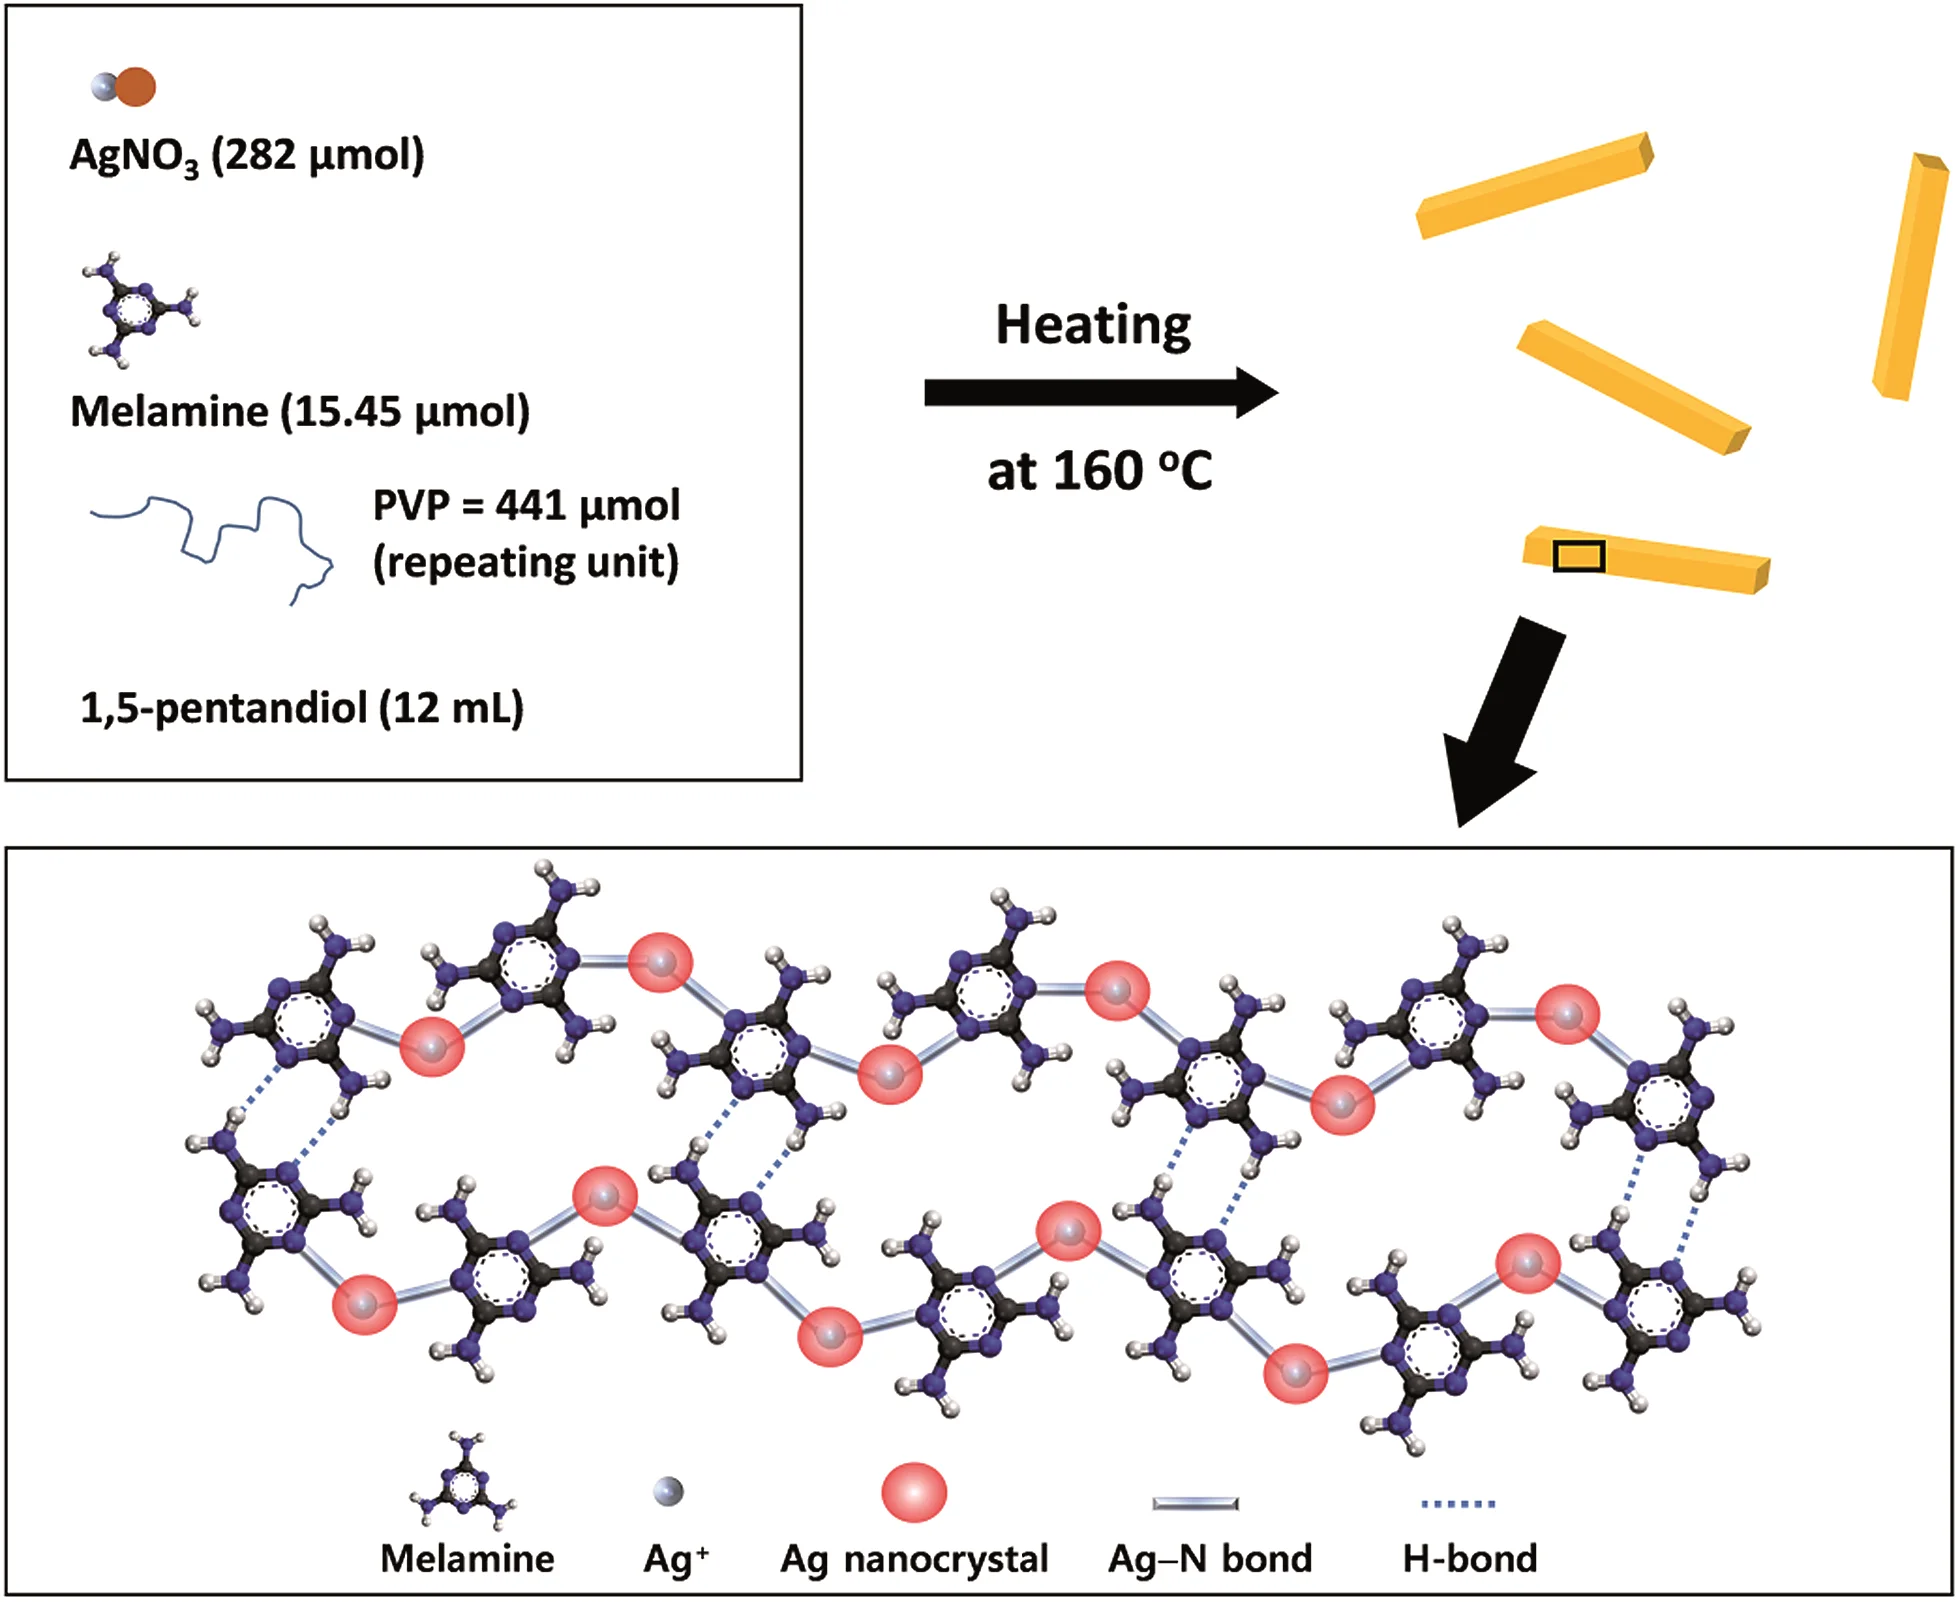 AgNO₃ (282 μmol)
Melamine (15.45 μmol)
PVP = 441 μmol
(repeating unit)
1,5-pentandiol (12 mL)
Heating
at 160 °C
Melamine
Ag⁺
Ag nanocrystal
Ag–N bond
H-bond